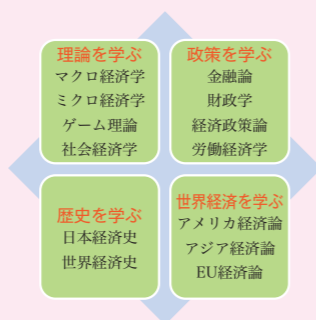 理論を学ぶ
マクロ経済学
ミクロ経済学
ゲーム理論
社会経済学
政策を学ぶ
金融論
財政学
経済政策論
労働経済学
歴史を学ぶ
日本経済史
世界経済史
世界経済を学ぶ
アメリカ経済論
アジア経済論
EU経済論